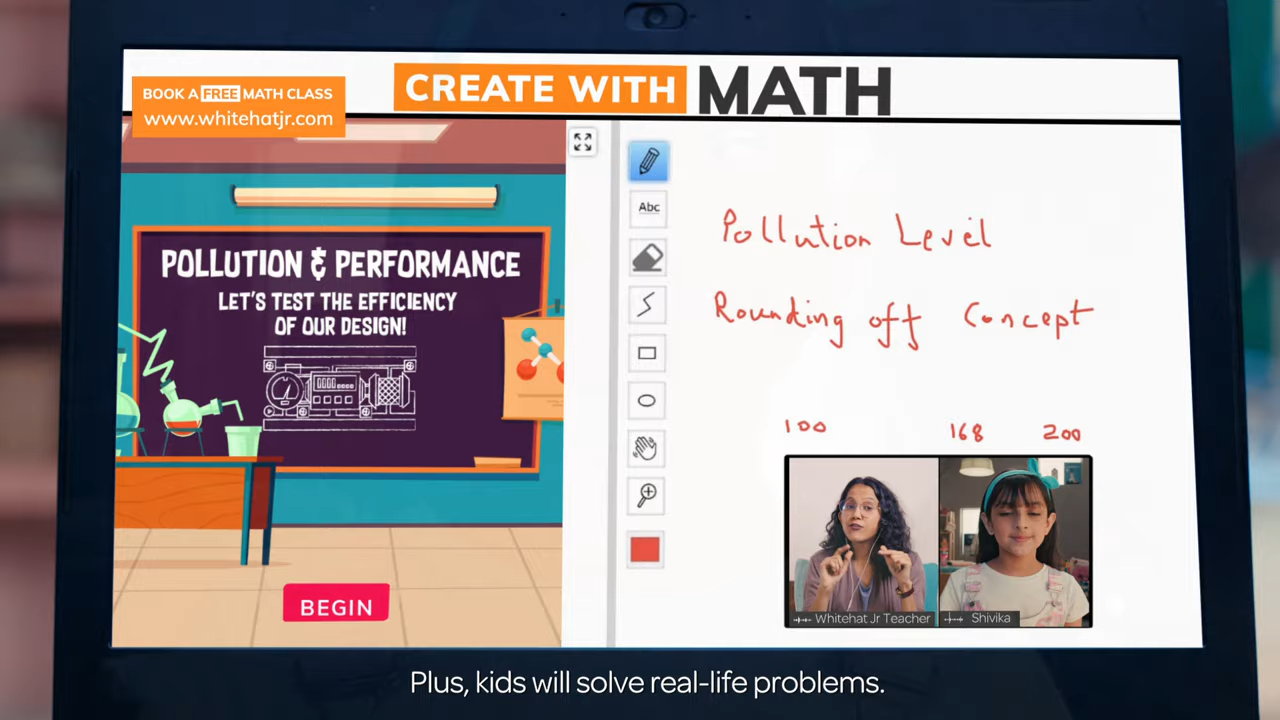 CREATE WITH MATH
BOOK A FREE MATH CLASS
www.whitehatjr.com
POLLUTION & PERFORMANCE
LET'S TEST THE EFFICIENCY
OF OUR DESIGN!
BEGIN
Abc
Pollution Level
Rounding off Concept
100 168 200
Whitehat Jr Teacher
Shivika
Plus, kids will solve real-life problems.